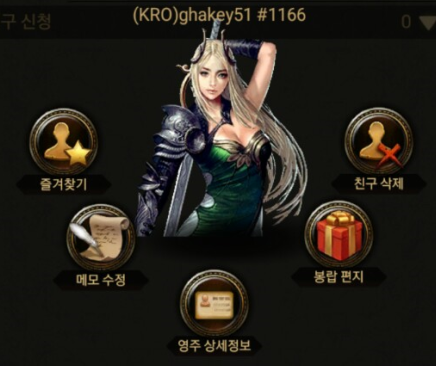 (KRO)ghakey51 #1166
구 신청
0
즐겨찾기
친구 삭제
메모 수정
봉랍 편지
영주 상세정보